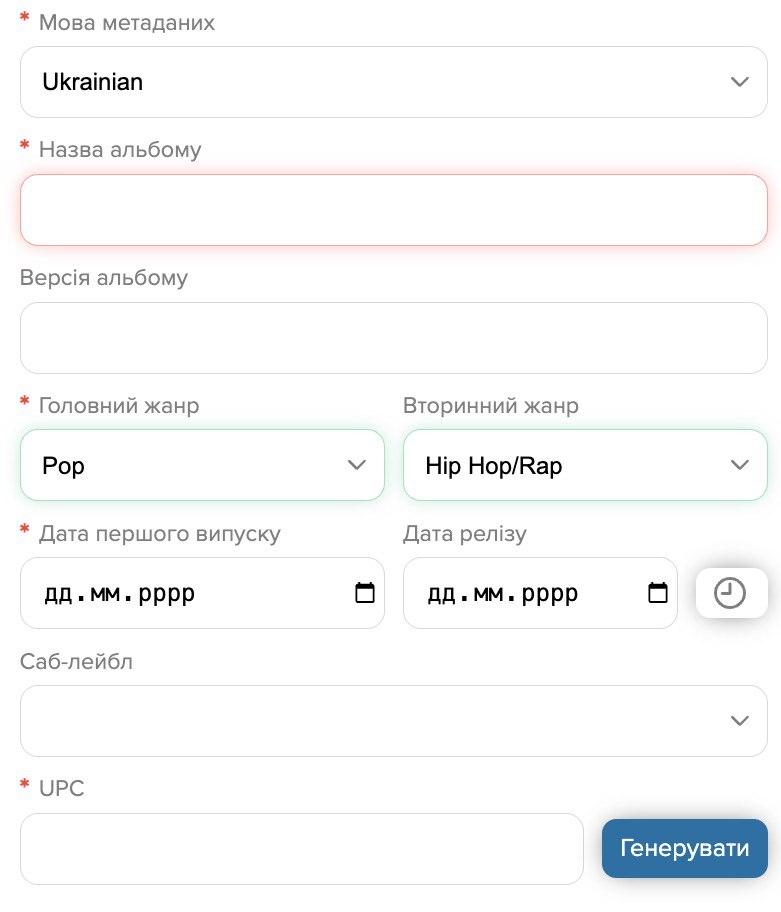 * Мова метаданих
Ukrainian
* Назва альбому
Версія альбому
* Головний жанр
Вторинний жанр
Pop
Hip Hop/Rap
* Дата першого випуску
Дата релізу
дд.мм.рррр
дд.мм.рррр
Саб-лейбл
* UPC
Генерувати